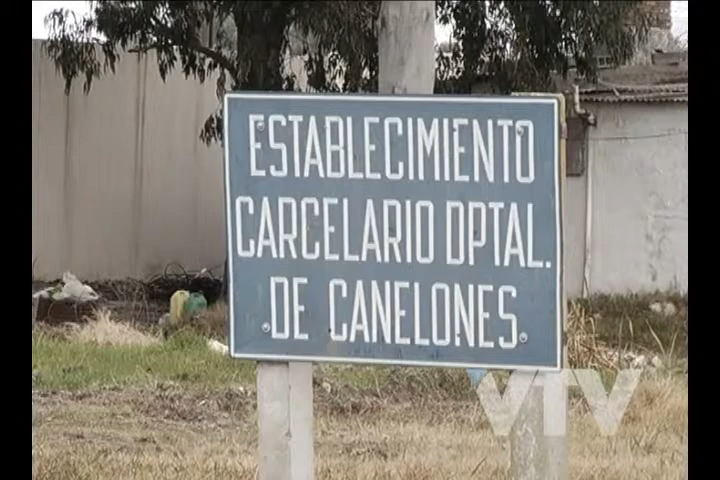 ESTABLECIMIENTO
CARCELARIO DPTAL.
DE CANELONES.
VTV